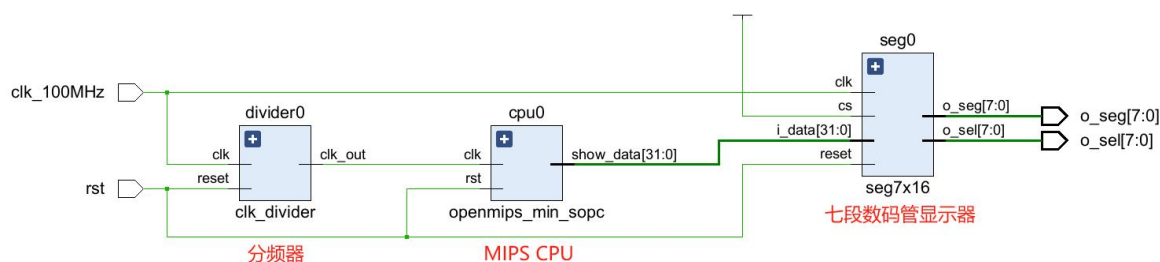 seg0
clk
cs
i_data[31:0]
reset
o_seg[7:0]
o_sel[7:0]
seg7x16
七段数码管显示器
o_seg[7:0]
o_sel[7:0]
clk_100MHz
rst
divider0
clk
reset
clk_out
clk_divider
分频器
cpu0
clk
rst
show_data[31:0]
openmips_min_sopc
MIPS CPU